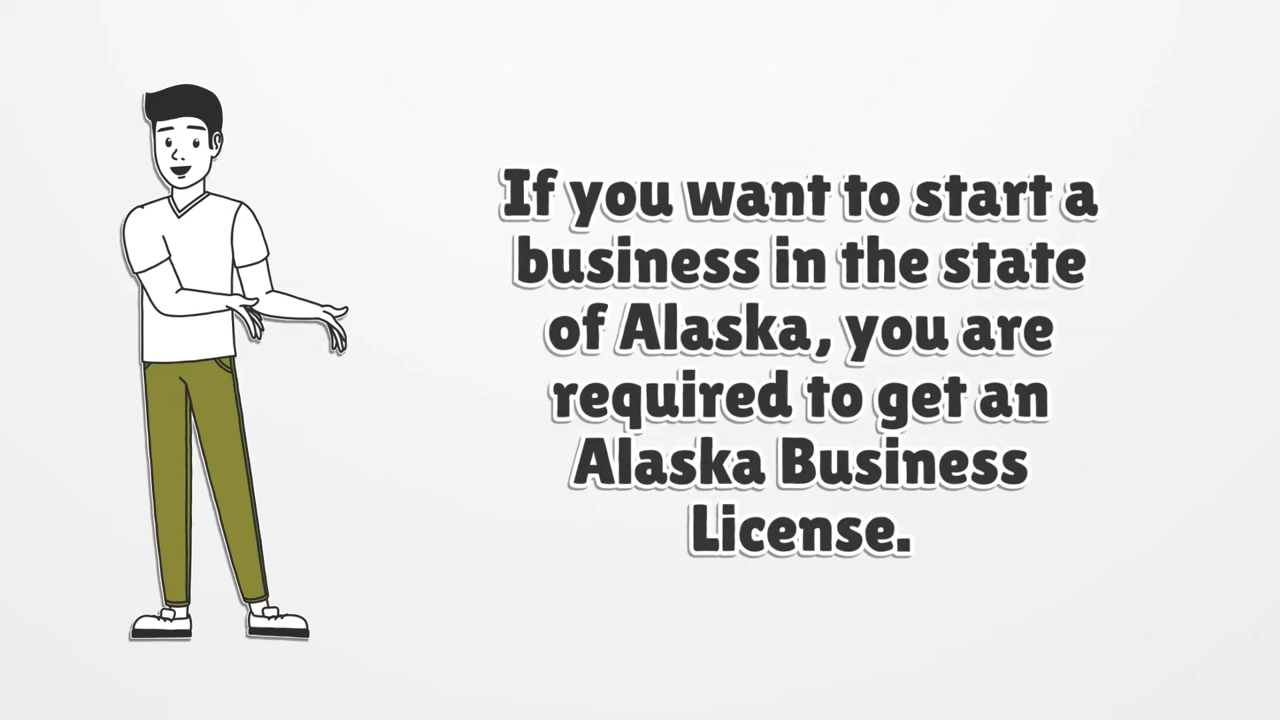 If you want to start a
business in the state
of Alaska, you are
required to get an
Alaska Business
License.